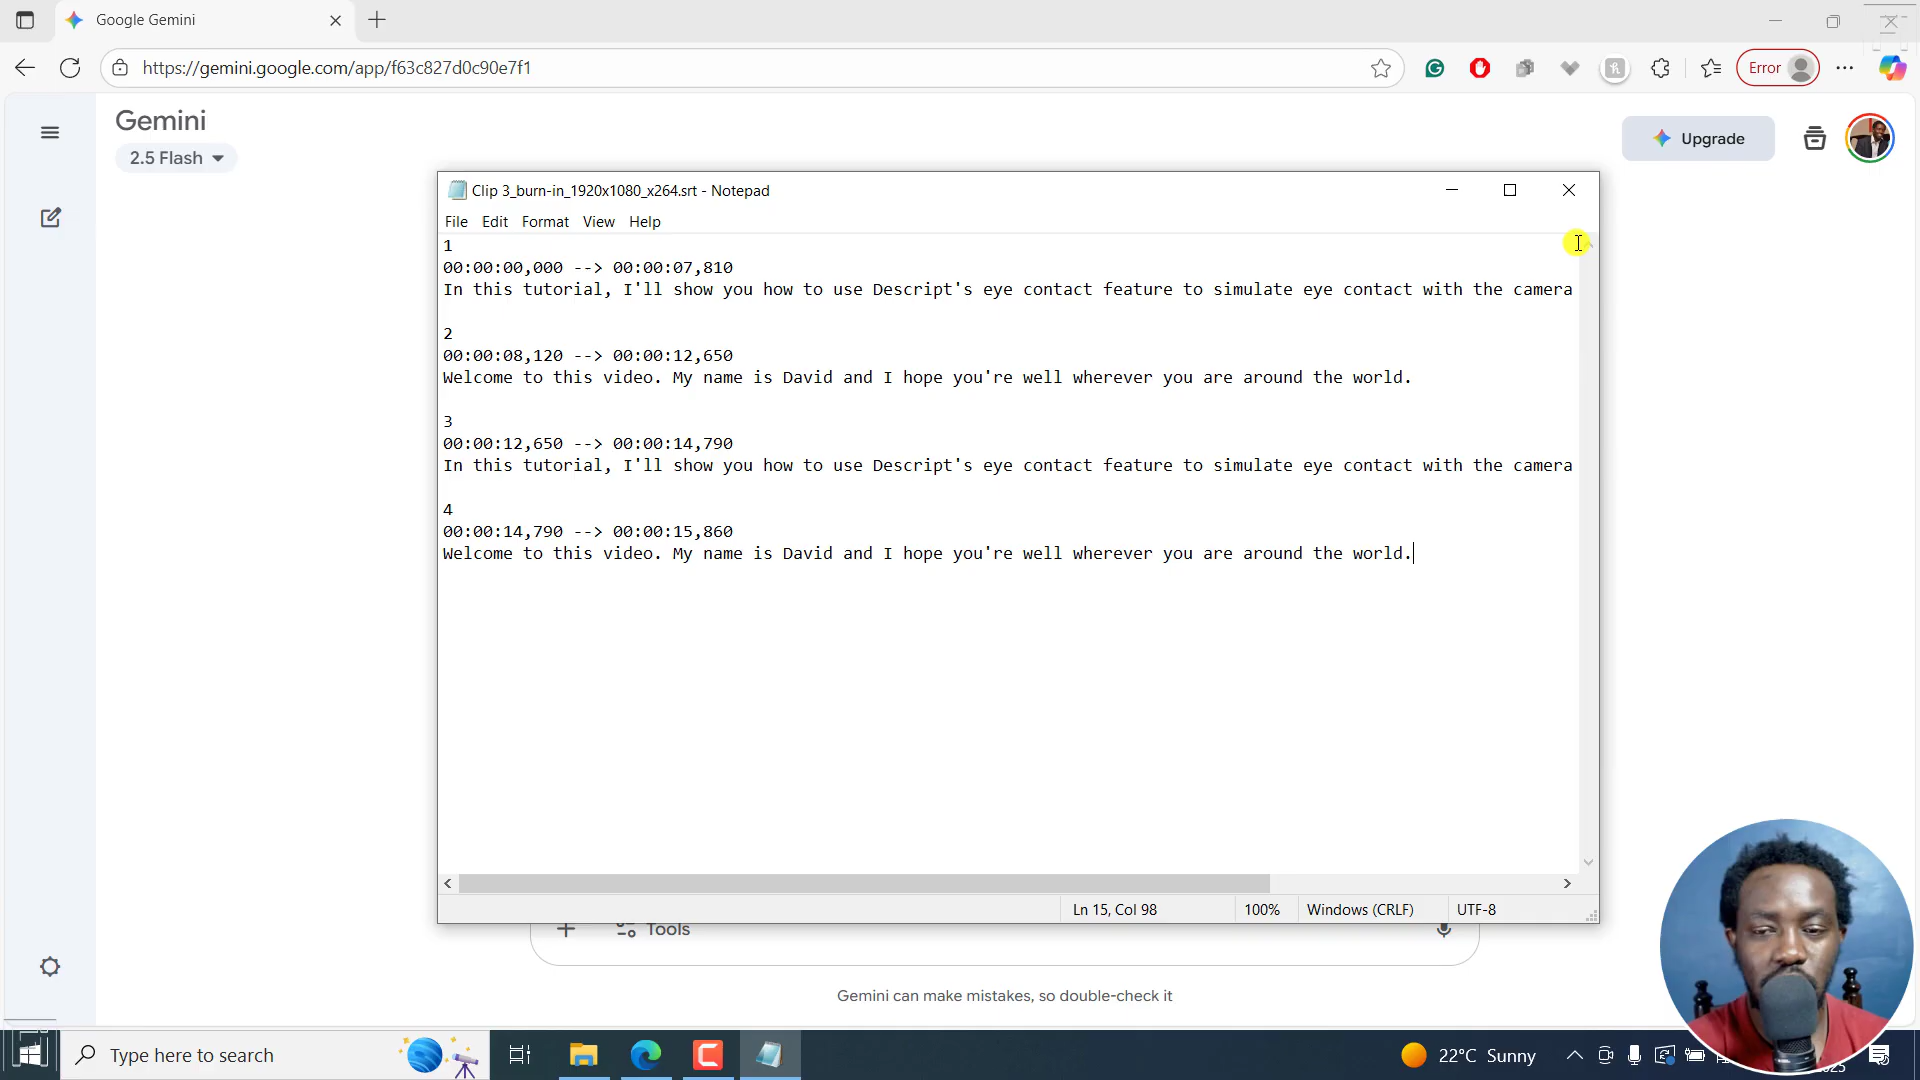 Google Gemini
https://gemini.google.com/app/f63c827d0c90e7f1
Error
Gemini
2.5 Flash
Upgrade
Clip 3_burn-in_1920x1080_x264.srt - Notepad
File Edit Format View Help
1
00:00:00,000 --> 00:00:07,810
In this tutorial, I'll show you how to use Descript's eye contact feature to simulate eye contact with the camera
2
00:00:08,120 --> 00:00:12,650
Welcome to this video. My name is David and I hope you're well wherever you are around the world.
3
00:00:12,650 --> 00:00:14,790
In this tutorial, I'll show you how to use Descript's eye contact feature to simulate eye contact with the camera
4
00:00:14,790 --> 00:00:15,860
Welcome to this video. My name is David and I hope you're well wherever you are around the world.
Ln 15, Col 98 100% Windows (CRLF) UTF-8
Tools
Gemini can make mistakes, so double-check it
Type here to search
22°C Sunny